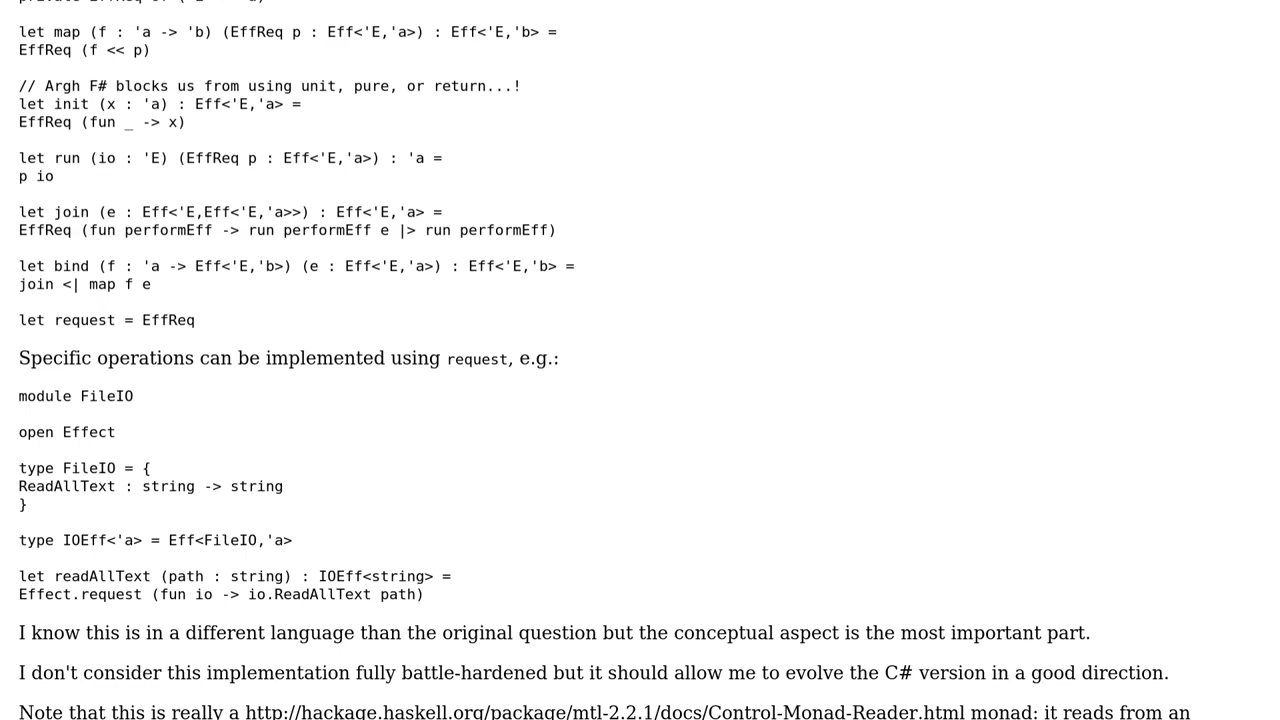 let map (f : 'a -> 'b) (EffReq p : Eff<'E,'a>) : Eff<'E,'b> =
EffReq (f << p)
// Argh F# blocks us from using unit, pure, or return...!
let init (x : 'a) : Eff<'E,'a> =
EffReq (fun _ -> x)
let run (io : 'E) (EffReq p : Eff<'E,'a>) : 'a =
p io
let join (e : Eff<'E,Eff<'E,'a>>) : Eff<'E,'a> =
EffReq (fun performEff -> run performEff e |> run performEff)
let bind (f : 'a -> Eff<'E,'b>) (e : Eff<'E,'a>) : Eff<'E,'b> =
join <| map f e
let request = EffReq
Specific operations can be implemented using request, e.g.:
module FileIO
open Effect
type FileIO = {
ReadAllText : string -> string
}
type IOEff<'a> = Eff<FileIO,'a>
let readAllText (path : string) : IOEff<string> =
Effect.request (fun io -> io.ReadAllText path)
I know this is in a different language than the original question but the conceptual aspect is the most important part.
I don't consider this implementation fully battle-hardened but it should allow me to evolve the C# version in a good direction.
Note that this is really a http://hackage.haskell.org/package/mtl-2.2.1/docs/Control-Monad-Reader.html monad: it reads from an